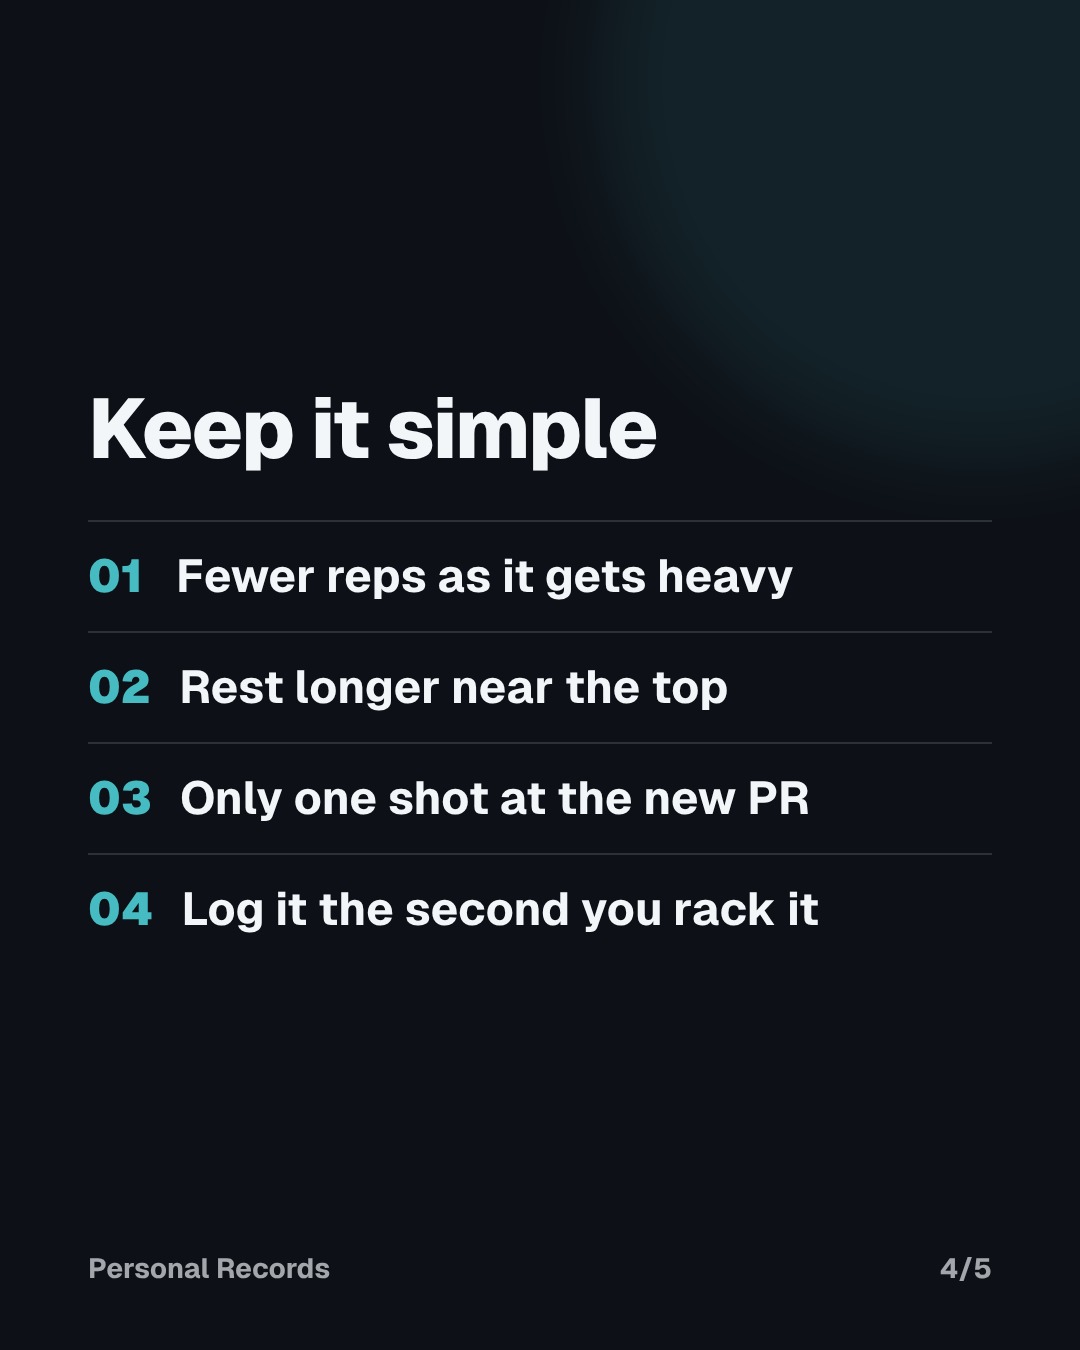 Keep it simple
01 Fewer reps as it gets heavy
02 Rest longer near the top
03 Only one shot at the new PR
04 Log it the second you rack it
Personal Records 4/5